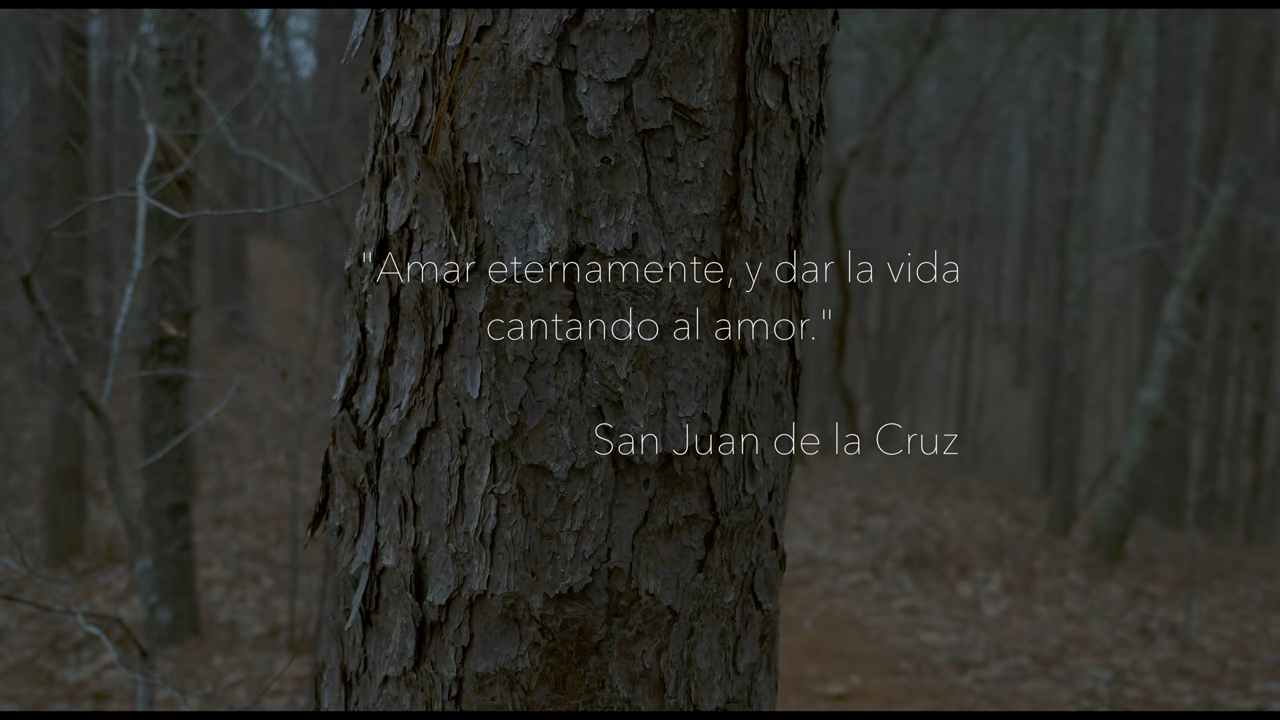 "Amar eternamente, y dar la vida
cantando al amor."
San Juan de la Cruz